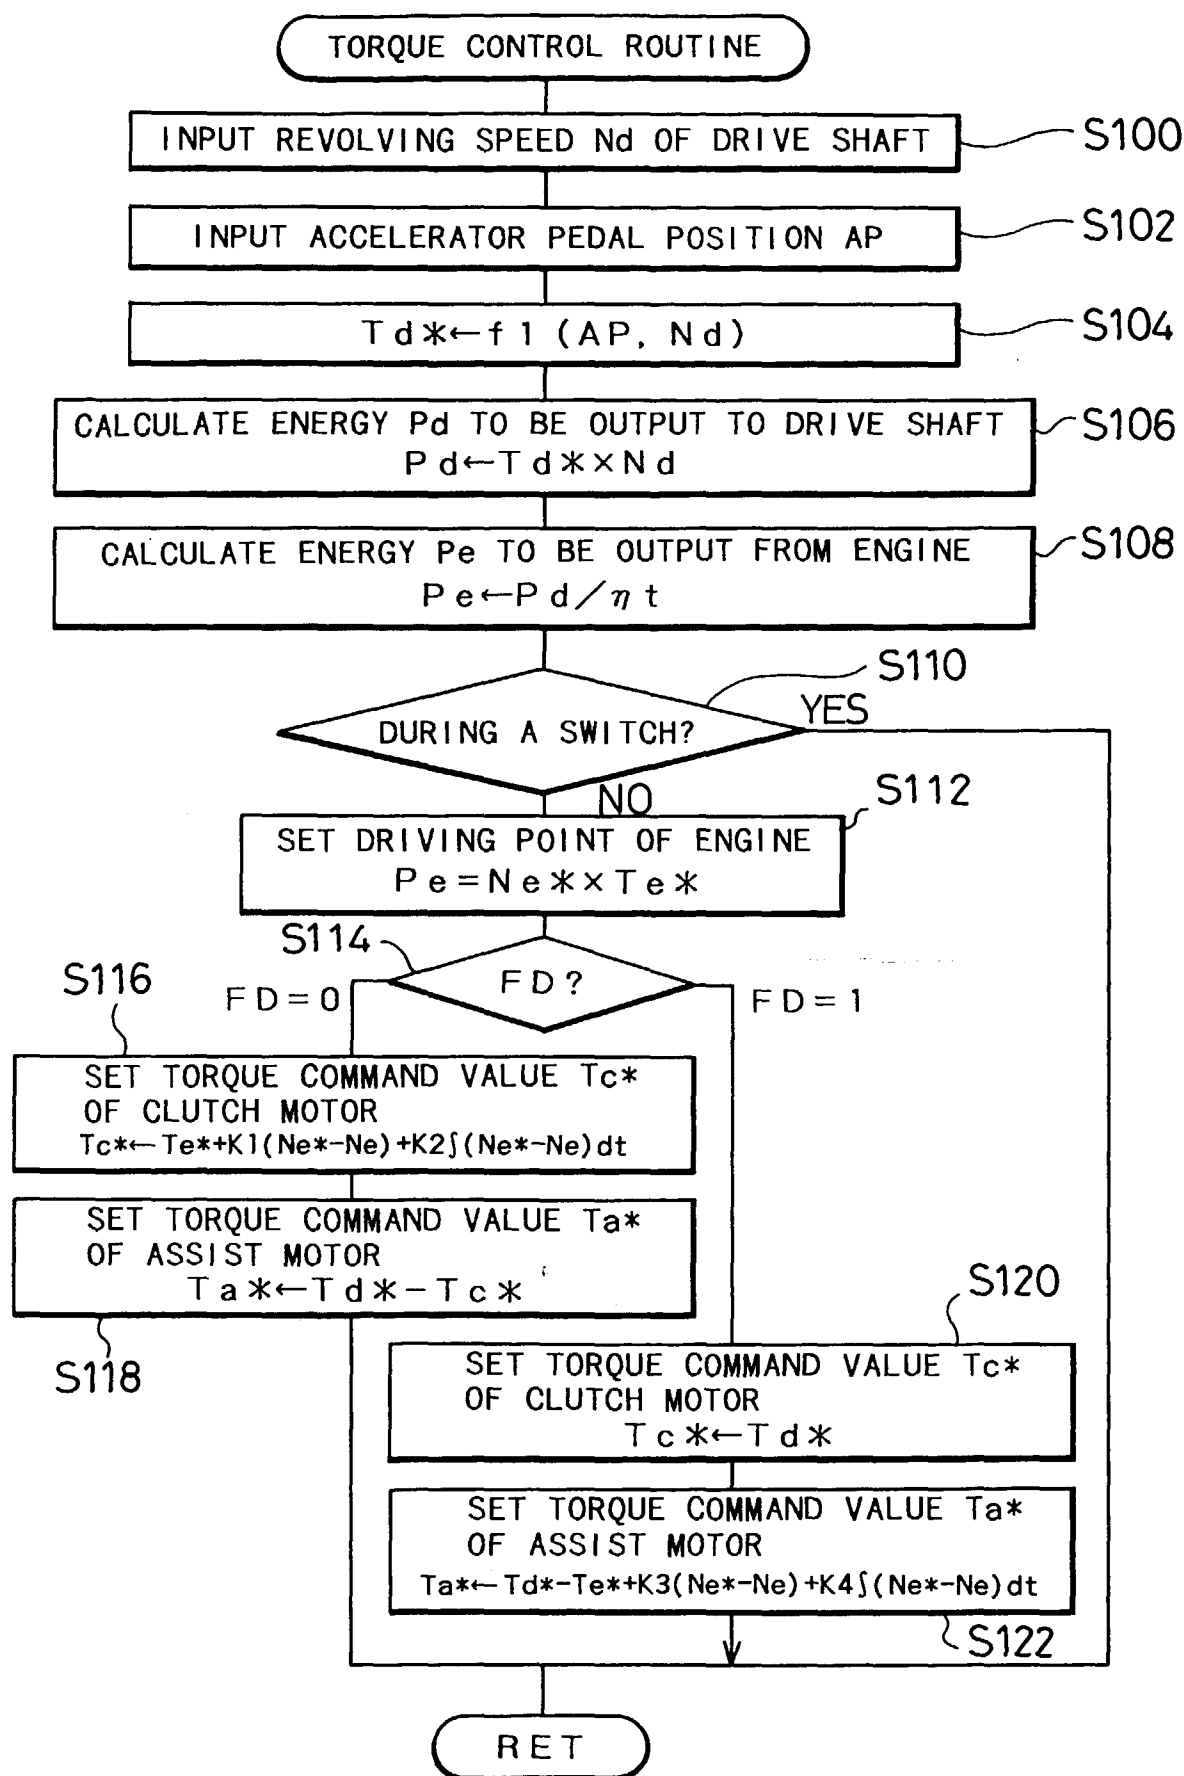 TORQUE CONTROL ROUTINE
INPUT REVOLVING SPEED Nd OF DRIVE SHAFT
S100
INPUT ACCELERATOR PEDAL POSITION AP
S102
Td*←f1(AP, Nd)
S104
CALCULATE ENERGY Pd TO BE OUTPUT TO DRIVE SHAFT
Pd←Td*×Nd
S106
CALCULATE ENERGY Pe TO BE OUTPUT FROM ENGINE
Pe←Pd/ηt
S108
S110
DURING A SWITCH?
YES
NO
S112
SET DRIVING POINT OF ENGINE
Pe=Ne*×Te*
S114
FD?
S116
FD=0
FD=1
SET TORQUE COMMAND VALUE Tc*
OF CLUTCH MOTOR
Tc*←Te*+K1(Ne*-Ne)+K2∫(Ne*-Ne)dt
SET TORQUE COMMAND VALUE Ta*
OF ASSIST MOTOR
Ta*←Td*-Tc*
S118
S120
SET TORQUE COMMAND VALUE Tc*
OF CLUTCH MOTOR
Tc*←Td*
SET TORQUE COMMAND VALUE Ta*
OF ASSIST MOTOR
Ta*←Td*-Te*+K3(Ne*-Ne)+K4∫(Ne*-Ne)dt
S122
RET